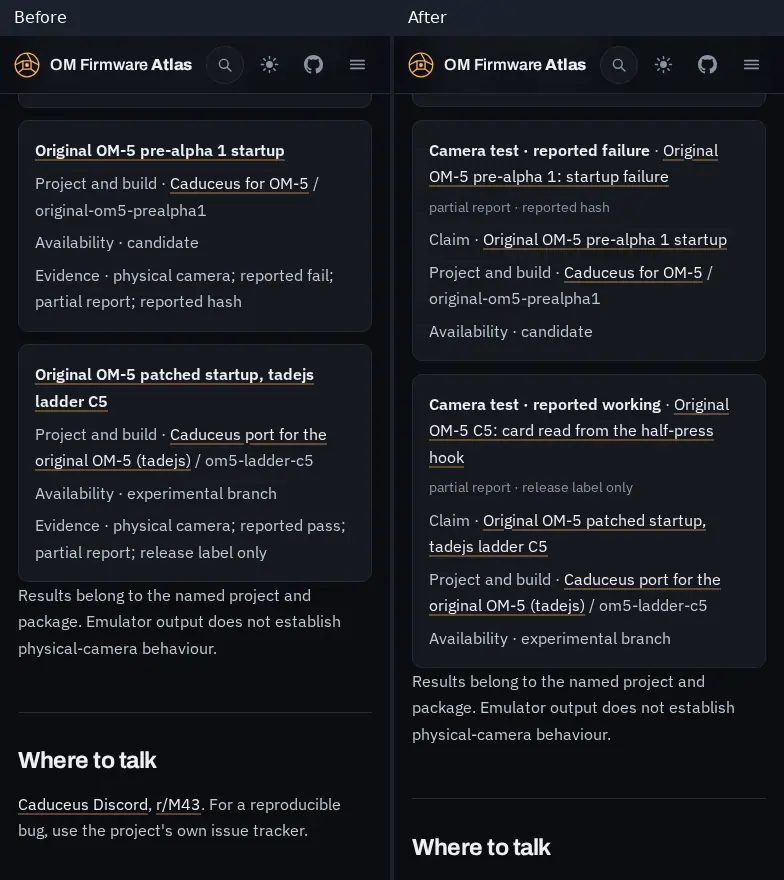 Before
OM Firmware Atlas
Original OM-5 pre-alpha 1 startup
Project and build · Caduceus for OM-5 /
original-om5-prealpha1
Availability · candidate
Evidence · physical camera; reported fail;
partial report; reported hash
Original OM-5 patched startup, tadejs
ladder C5
Project and build · Caduceus port for the
original OM-5 (tadejs) / om5-ladder-c5
Availability · experimental branch
Evidence · physical camera; reported pass;
partial report; release label only
Results belong to the named project and
package. Emulator output does not establish
physical-camera behaviour.
Where to talk
Caduceus Discord, r/M43. For a reproducible
bug, use the project's own issue tracker.
After
OM Firmware Atlas
Camera test · reported failure · Original
OM-5 pre-alpha 1: startup failure
partial report · reported hash
Claim · Original OM-5 pre-alpha 1 startup
Project and build · Caduceus for OM-5 /
original-om5-prealpha1
Availability · candidate
Camera test · reported working · Original
OM-5 C5: card read from the half-press
hook
partial report · release label only
Claim · Original OM-5 patched startup,
tadejs ladder C5
Project and build · Caduceus port for the
original OM-5 (tadejs) / om5-ladder-c5
Availability · experimental branch
Results belong to the named project and
package. Emulator output does not establish
physical-camera behaviour.
Where to talk